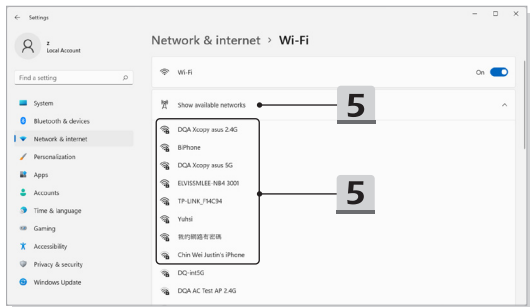 Settings
z
Local Account
Find a setting
System
Bluetooth & devices
Network & internet
Personalization
Apps
Accounts
Time & language
Gaming
Accessibility
Privacy & security
Windows Update
Network & internet > Wi-Fi
Wi-Fi
On
Show available networks
5
DQA Xcopy asus 2.4G
BiPhone
DQA Xcopy asus 5G
ELVISSMLEE-NB4 3001
TP-LINK_F14C94
5
Yuhsi
我的網路有密碼
Chin Wei Justin's iPhone
DQ-int5G
DQA AC Test AP 2.4G